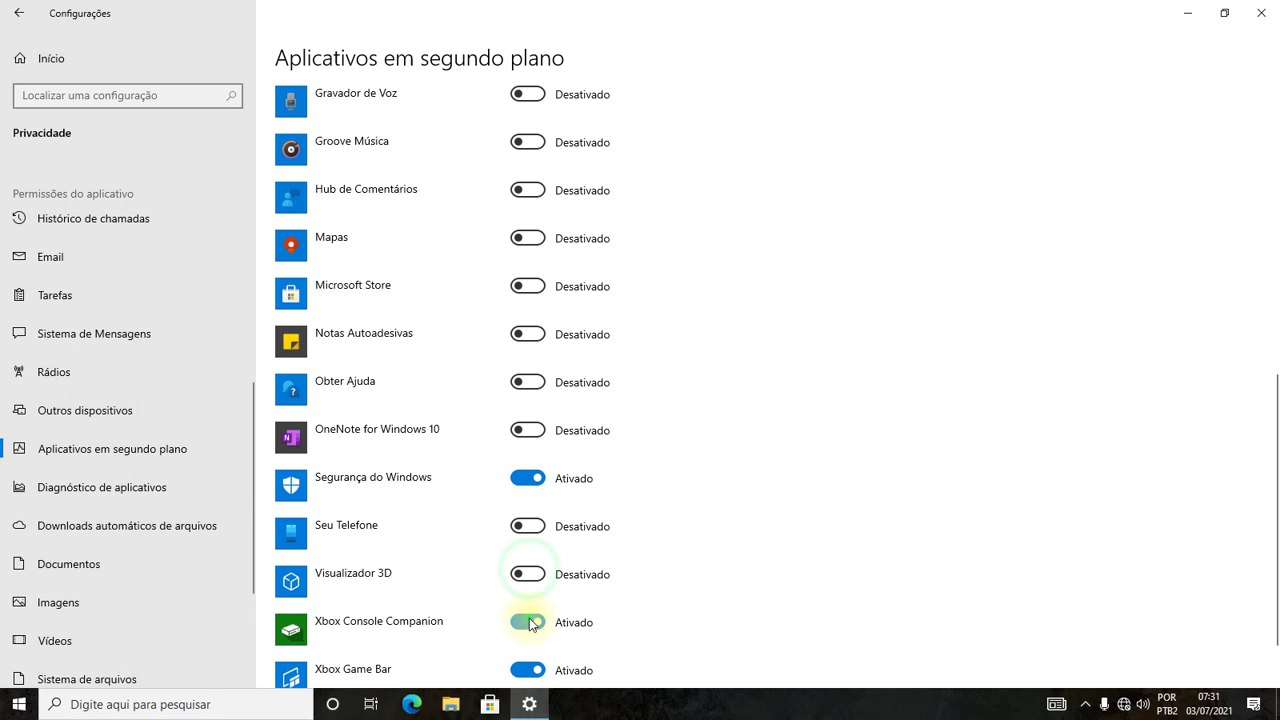 Configurações
Início
Localizar uma configuração
Privacidade
Permissões do aplicativo
Histórico de chamadas
Email
Tarefas
Sistema de Mensagens
Rádios
Outros dispositivos
Aplicativos em segundo plano
Diagnóstico de aplicativos
Downloads automáticos de arquivos
Documentos
Imagens
Vídeos
Sistema de arquivos
Aplicativos em segundo plano
Gravador de Voz Desativado
Groove Música Desativado
Hub de Comentários Desativado
Mapas Desativado
Microsoft Store Desativado
Notas Autoadesivas Desativado
Obter Ajuda Desativado
OneNote for Windows 10 Desativado
Segurança do Windows Ativado
Seu Telefone Desativado
Visualizador 3D Desativado
Xbox Console Companion Ativado
Xbox Game Bar Ativado
Digite aqui para pesquisar
POR
PTB2
07:31
03/07/2021